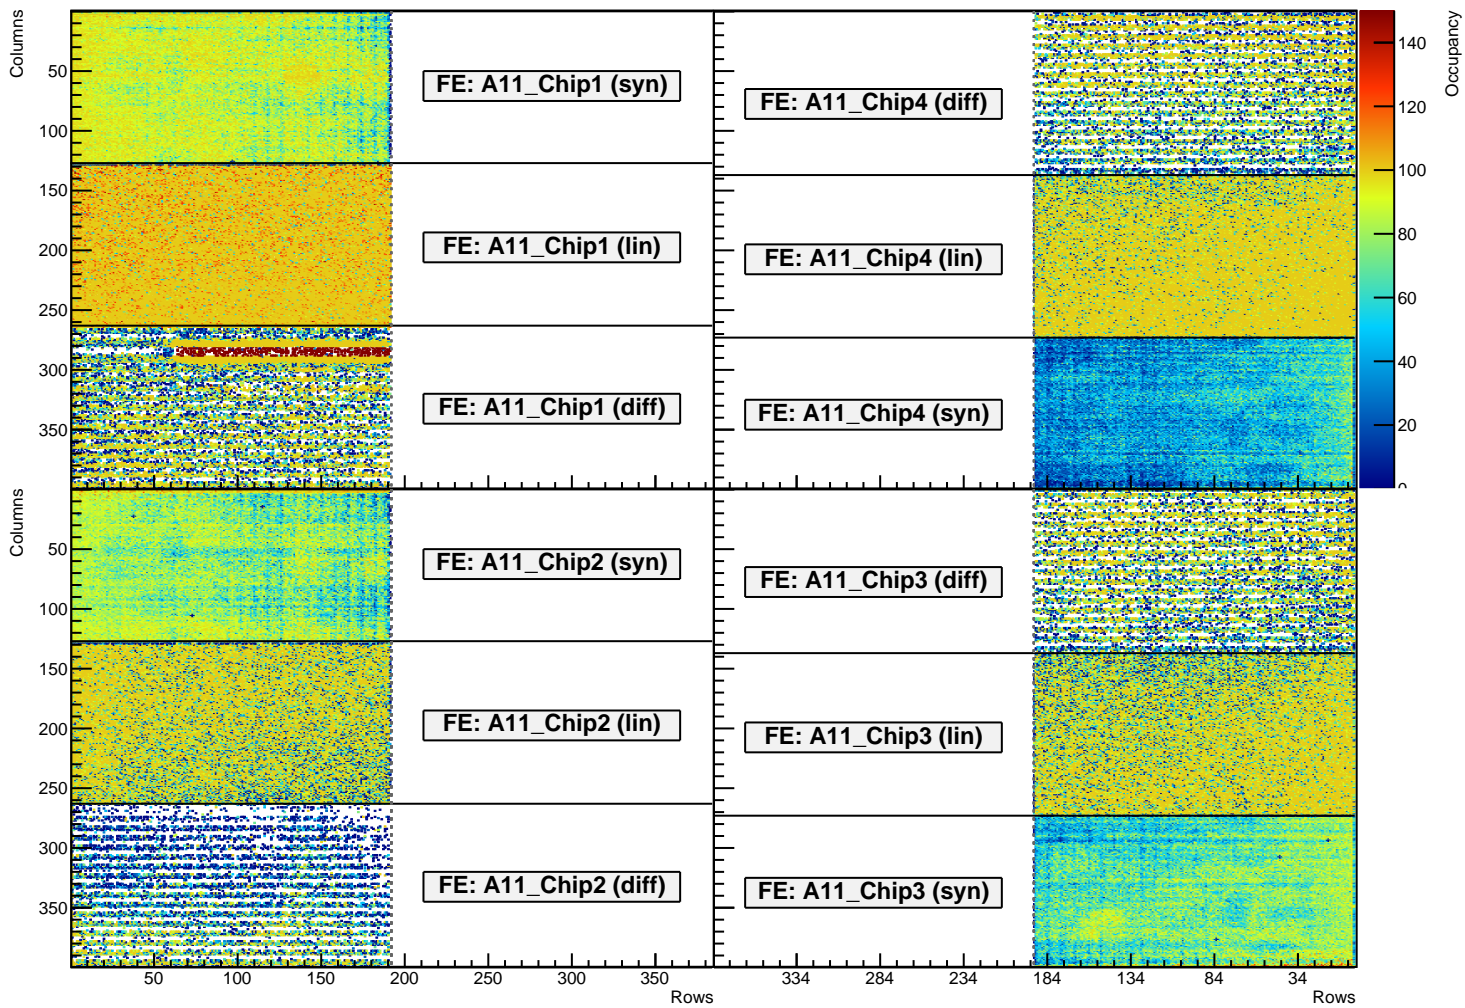 Columns
50
100
150
200
250
300
350
FE: A11_Chip1 (syn)
FE: A11_Chip1 (lin)
FE: A11_Chip1 (diff)
FE: A11_Chip4 (diff)
FE: A11_Chip4 (lin)
FE: A11_Chip4 (syn)
Occupancy
140
120
100
80
60
40
20
0
Columns
50
100
150
200
250
300
350
FE: A11_Chip2 (syn)
FE: A11_Chip2 (lin)
FE: A11_Chip2 (diff)
FE: A11_Chip3 (diff)
FE: A11_Chip3 (lin)
FE: A11_Chip3 (syn)
50 100 150 200 250 300 350
Rows
334 284 234 184 134 84 34
Rows